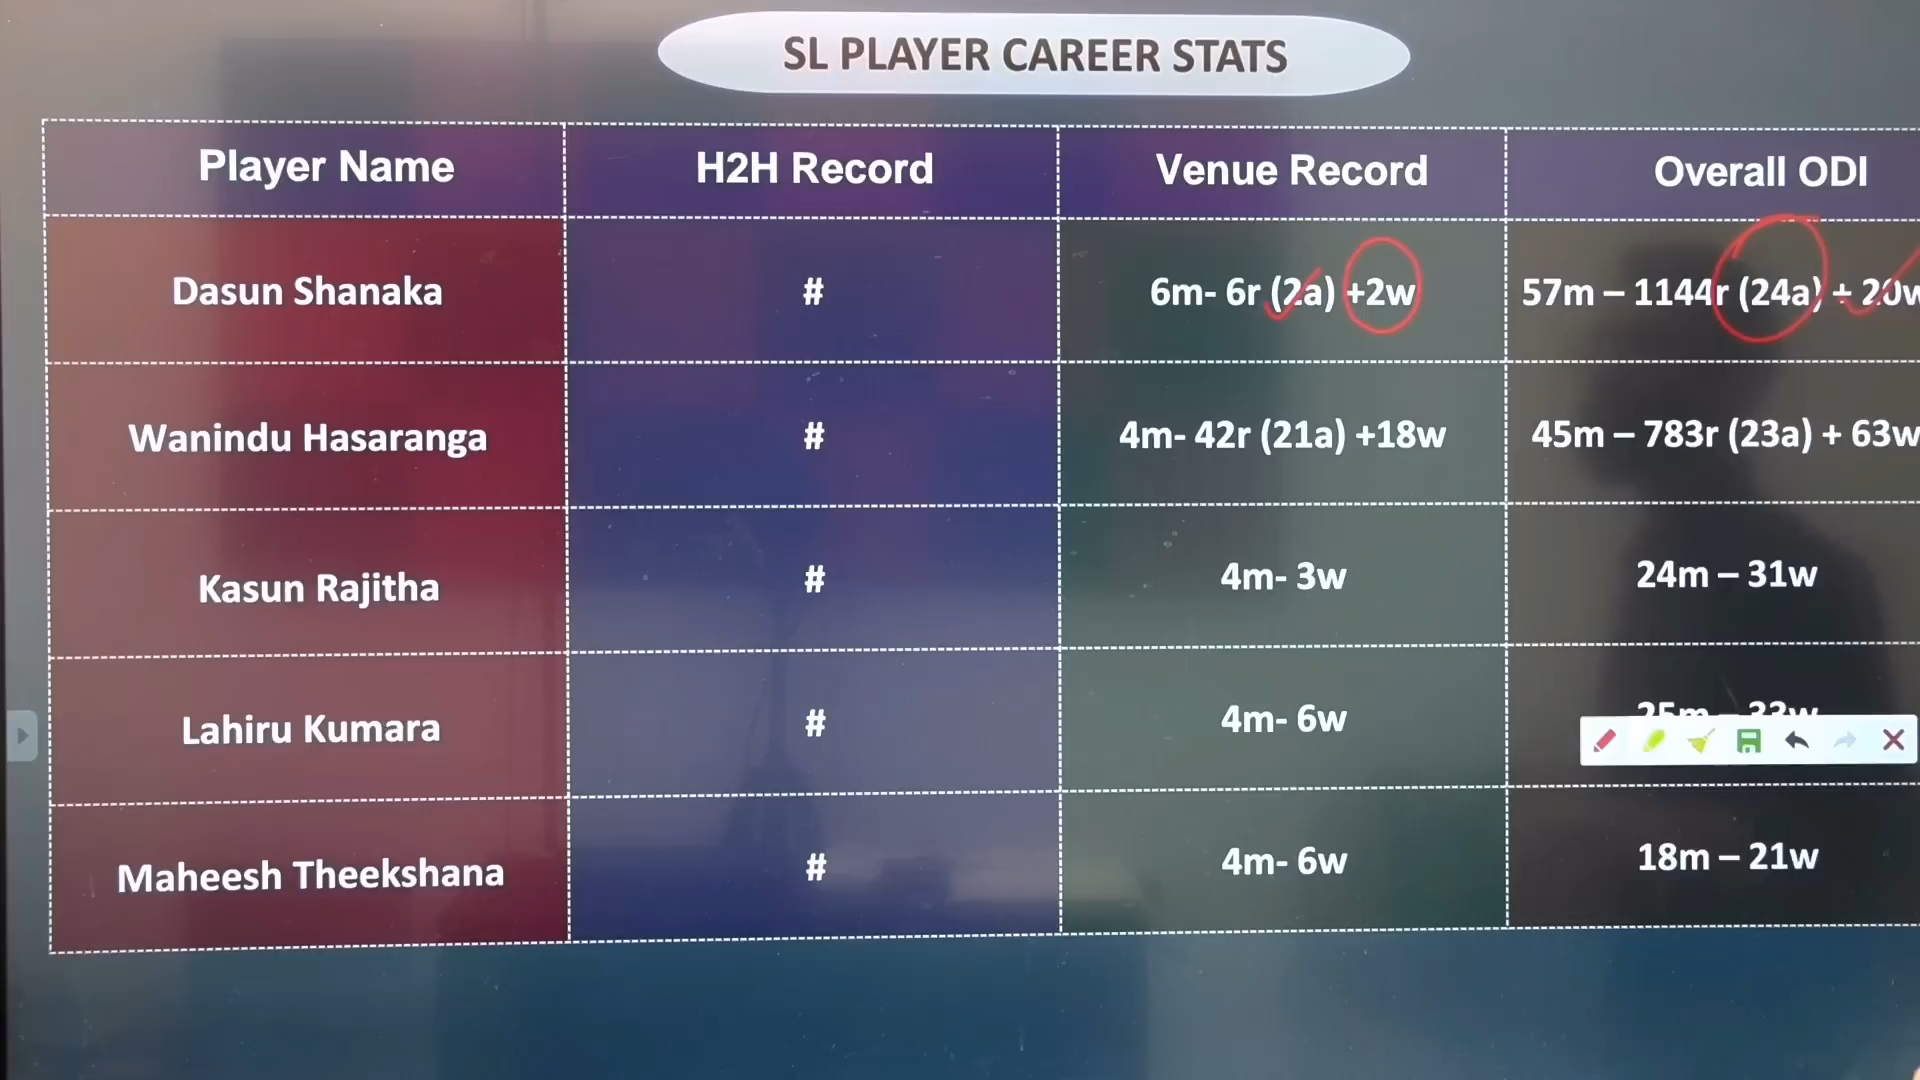 SL PLAYER CAREER STATS
Player Name H2H Record Venue Record Overall ODI
Dasun Shanaka # 6m- 6r (2a) +2w 57m – 1144r (24a) + 20w
Wanindu Hasaranga # 4m- 42r (21a) +18w 45m – 783r (23a) + 63w
Kasun Rajitha # 4m- 3w 24m – 31w
Lahiru Kumara # 4m- 6w 25m – 33w
Maheesh Theekshana # 4m- 6w 18m – 21w